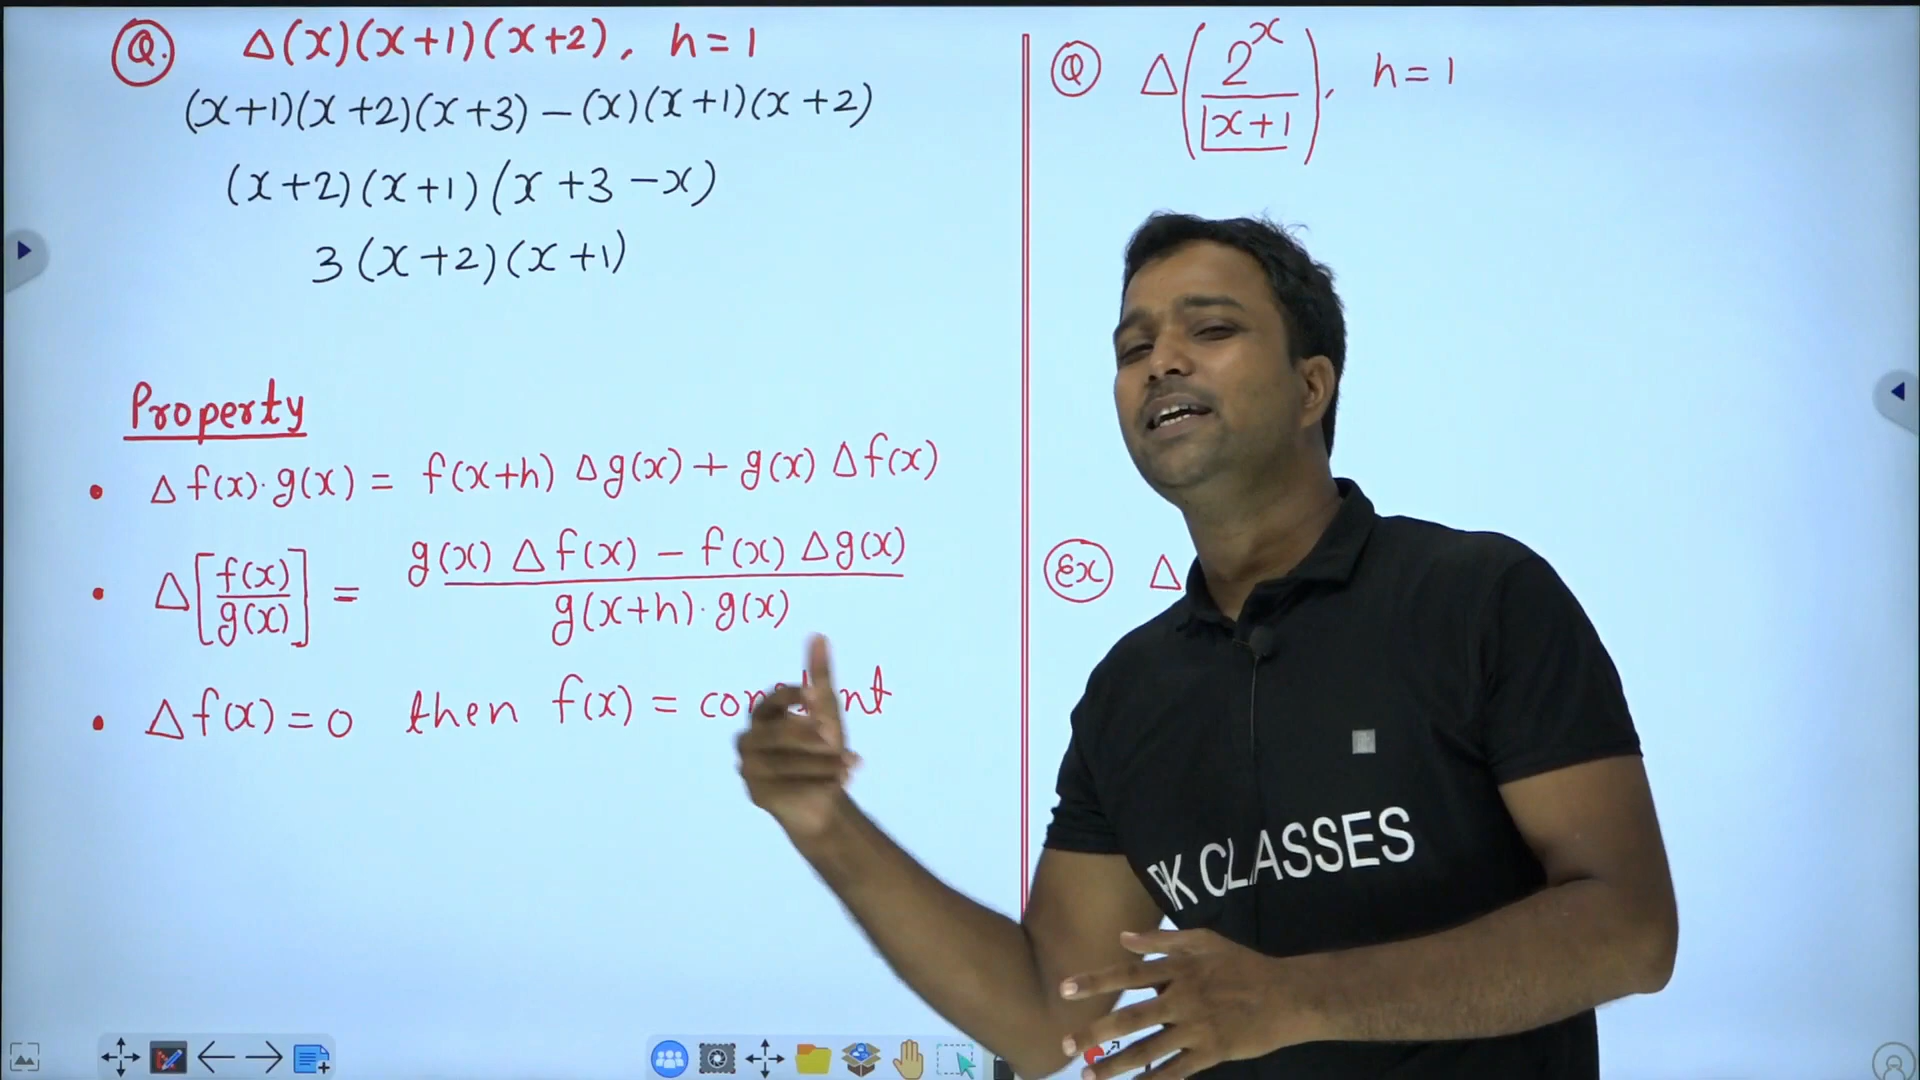 Q. Δ(x)(x+1)(x+2), h=1
(x+1)(x+2)(x+3) – (x)(x+1)(x+2)
(x+2)(x+1)(x+3-x)
3(x+2)(x+1)
Property
• Δf(x)·g(x) = f(x+h) Δg(x) + g(x) Δf(x)
• Δ[f(x)/g(x)] = g(x) Δf(x) – f(x) Δg(x) / g(x+h)·g(x)
• Δf(x) = 0 then f(x) =
Q Δ(2^x/|x+1), h=1
Ex Δ
CLASSES